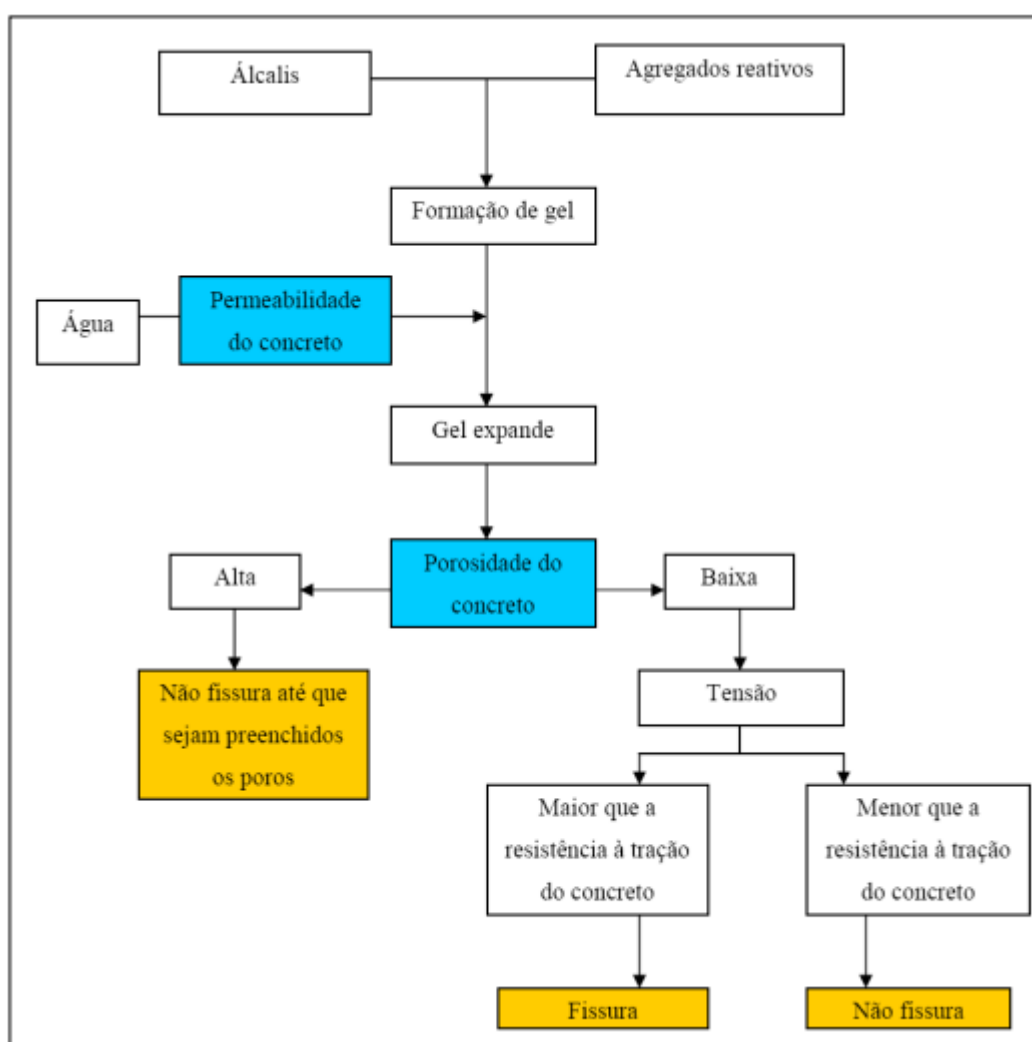 Álcalis
Agregados reativos
Formação de gel
Água
Permeabilidade
do concreto
Gel expande
Alta
Porosidade do
concreto
Baixa
Não fissura até que
sejam preenchidos
os poros
Tensão
Maior que a
resistência à tração
do concreto
Menor que a
resistência à tração
do concreto
Fissura
Não fissura